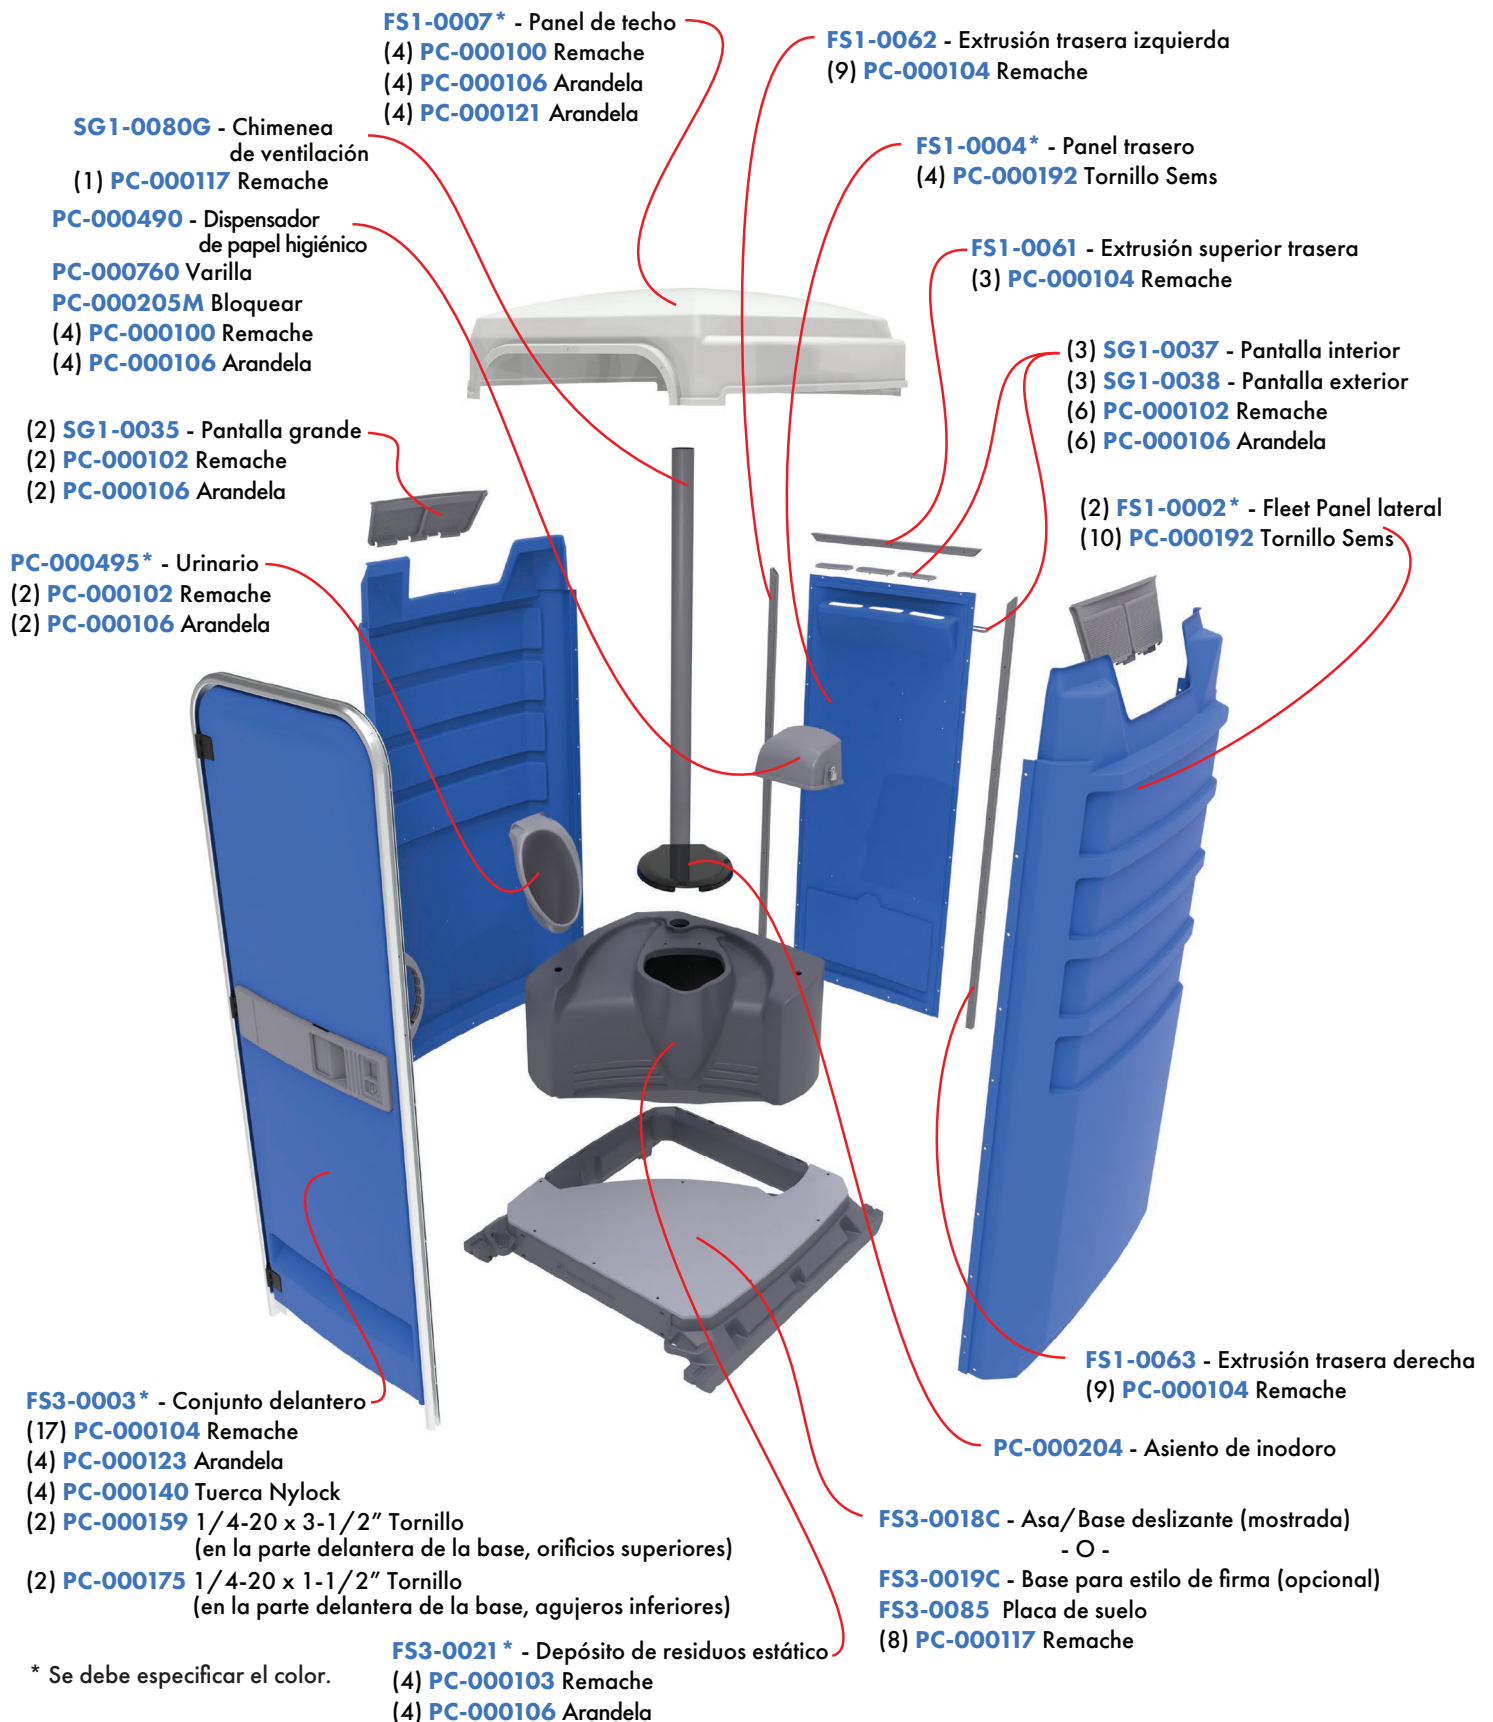 FS1-0007* - Panel de techo
(4) PC-000100 Remache
(4) PC-000106 Arandela
(4) PC-000121 Arandela
FS1-0062 - Extrusión trasera izquierda
(9) PC-000104 Remache
SG1-0080G - Chimenea
de ventilación
(1) PC-000117 Remache
FS1-0004* - Panel trasero
(4) PC-000192 Tornillo Sems
PC-000490 - Dispensador
de papel higiénico
PC-000760 Varilla
PC-000205M Bloquear
(4) PC-000100 Remache
(4) PC-000106 Arandela
FS1-0061 - Extrusión superior trasera
(3) PC-000104 Remache
(3) SG1-0037 - Pantalla interior
(3) SG1-0038 - Pantalla exterior
(6) PC-000102 Remache
(6) PC-000106 Arandela
(2) SG1-0035 - Pantalla grande
(2) PC-000102 Remache
(2) PC-000106 Arandela
(2) FS1-0002* - Fleet Panel lateral
(10) PC-000192 Tornillo Sems
PC-000495* - Urinario
(2) PC-000102 Remache
(2) PC-000106 Arandela
FS1-0063 - Extrusión trasera derecha
(9) PC-000104 Remache
FS3-0003* - Conjunto delantero
(17) PC-000104 Remache
(4) PC-000123 Arandela
(4) PC-000140 Tuerca Nylock
(2) PC-000159 1/4-20 x 3-1/2" Tornillo
(en la parte delantera de la base, orificios superiores)
(2) PC-000175 1/4-20 x 1-1/2" Tornillo
(en la parte delantera de la base, agujeros inferiores)
PC-000204 - Asiento de inodoro
FS3-0018C - Asa/Base deslizante (mostrada)
- O -
FS3-0019C - Base para estilo de firma (opcional)
FS3-0085 Placa de suelo
(8) PC-000117 Remache
FS3-0021* - Depósito de residuos estático
(4) PC-000103 Remache
(4) PC-000106 Arandela
* Se debe especificar el color.